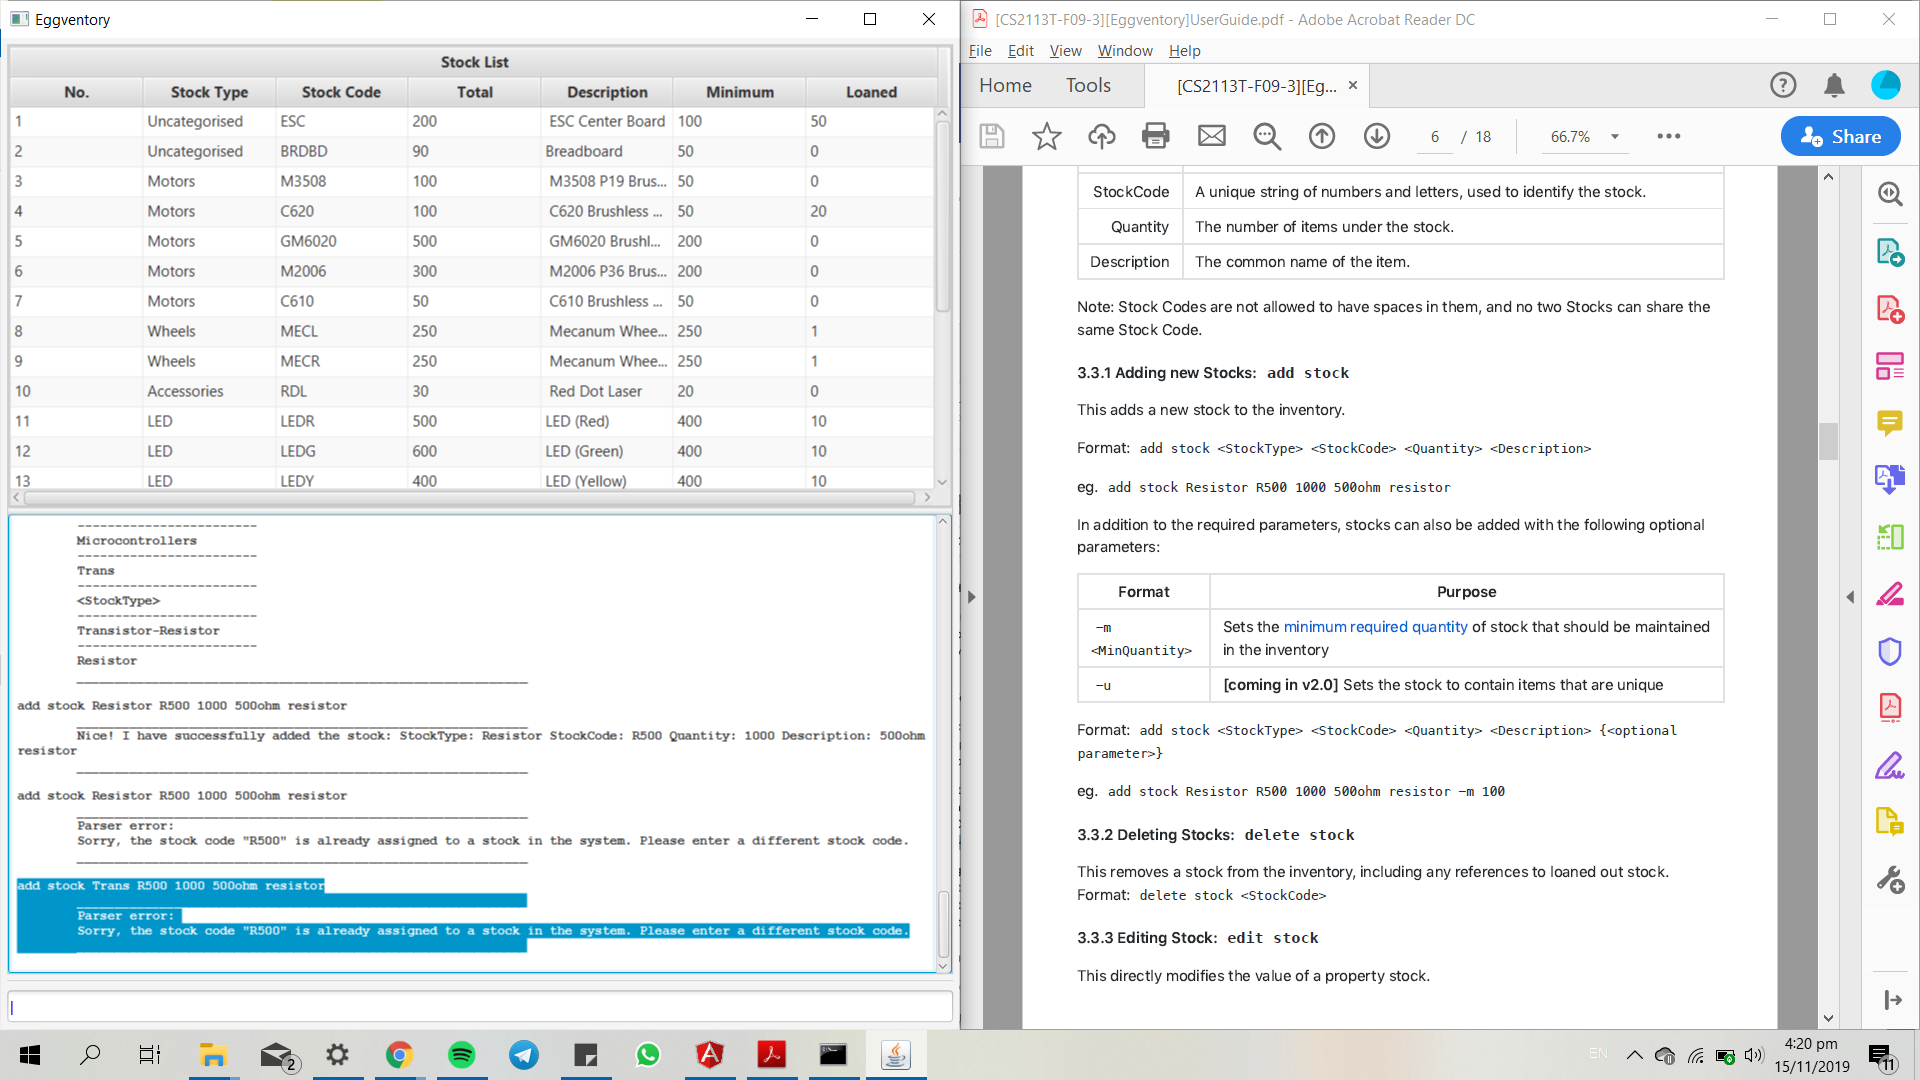 Eggventory
Stock List
No. Stock Type Stock Code Total Description Minimum Loaned
1 Uncategorised ESC 200 ESC Center Board 100 50
2 Uncategorised BRDBD 90 Breadboard 50 0
3 Motors M3508 100 M3508 P19 Brus... 50 0
4 Motors C620 100 C620 Brushless ... 50 20
5 Motors GM6020 500 GM6020 Brushl... 200 0
6 Motors M2006 300 M2006 P36 Brus... 200 0
7 Motors C610 50 C610 Brushless ... 50 0
8 Wheels MECL 250 Mecanum Whee... 250 1
9 Wheels MECR 250 Mecanum Whee... 250 1
10 Accessories RDL 30 Red Dot Laser 20 0
11 LED LEDR 500 LED (Red) 400 10
12 LED LEDG 600 LED (Green) 400 10
13 LED LEDY 400 LED (Yellow) 400 10
------------------------
Microcontrollers
------------------------
Trans
------------------------
<StockType>
------------------------
Transistor-Resistor
------------------------
Resistor
____________________________________________________________
add stock Resistor R500 1000 500ohm resistor
____________________________________________________________
Nice! I have successfully added the stock: StockType: Resistor StockCode: R500 Quantity: 1000 Description: 500ohm
resistor
____________________________________________________________
add stock Resistor R500 1000 500ohm resistor
____________________________________________________________
Parser error:
Sorry, the stock code "R500" is already assigned to a stock in the system. Please enter a different stock code.
____________________________________________________________
add stock Trans R500 1000 500ohm resistor
____________________________________________________________
Parser error:
Sorry, the stock code "R500" is already assigned to a stock in the system. Please enter a different stock code.
____________________________________________________________
[CS2113T-F09-3][Eggventory]UserGuide.pdf - Adobe Acrobat Reader DC
File Edit View Window Help
Home Tools [CS2113T-F09-3][Eg... ×
6 / 18 66.7% Share
StockCode A unique string of numbers and letters, used to identify the stock.
Quantity The number of items under the stock.
Description The common name of the item.
Note: Stock Codes are not allowed to have spaces in them, and no two Stocks can share the
same Stock Code.
3.3.1 Adding new Stocks: add stock
This adds a new stock to the inventory.
Format: add stock <StockType> <StockCode> <Quantity> <Description>
eg. add stock Resistor R500 1000 500ohm resistor
In addition to the required parameters, stocks can also be added with the following optional
parameters:
Format Purpose
-m
<MinQuantity>
Sets the minimum required quantity of stock that should be maintained
in the inventory
-u [coming in v2.0] Sets the stock to contain items that are unique
Format: add stock <StockType> <StockCode> <Quantity> <Description> {<optional
parameter>}
eg. add stock Resistor R500 1000 500ohm resistor -m 100
3.3.2 Deleting Stocks: delete stock
This removes a stock from the inventory, including any references to loaned out stock.
Format: delete stock <StockCode>
3.3.3 Editing Stock: edit stock
This directly modifies the value of a property stock.
2
EN
4:20 pm
15/11/2019
11